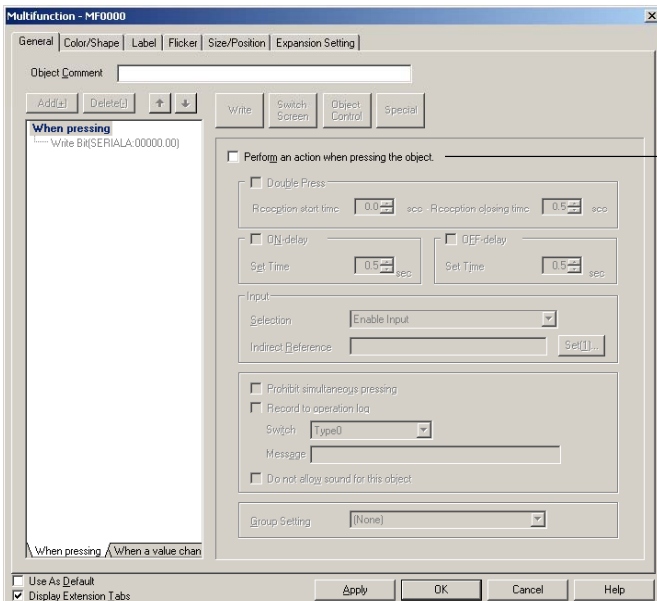 Multifunction - MF0000
General Color/Shape Label Flicker Size/Position Expansion Setting
Object Comment
Add[+] Delete[-]
Write Switch Screen Object Control Special
When pressing
Write Bit(SERIALA:00000.00)
Perform an action when pressing the object.
Double Press
Reception start time 0.0 sec Reception closing time 0.5 sec
ON-delay OFF-delay
Set Time 0.5 sec Set Time 0.5 sec
Input
Selection Enable Input
Indirect Reference Set[1]...
Prohibit simultaneous pressing
Record to operation log
Switch Type0
Message
Do not allow sound for this object
Group Setting (None)
When pressing When a value chan
Use As Default
Display Extension Tabs
Apply OK Cancel Help